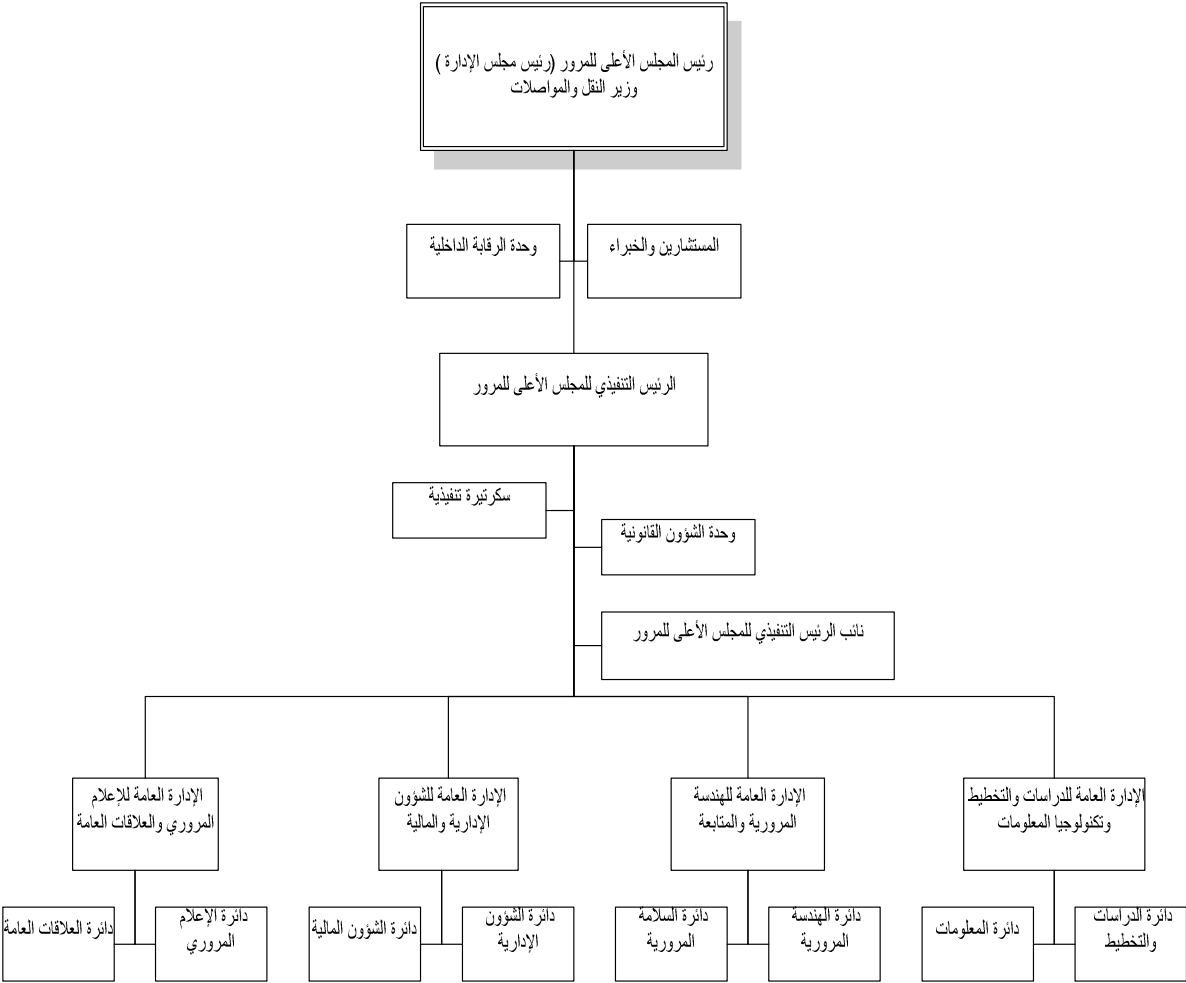 رئيس المجلس الأعلى للمرور (رئيس مجلس الإدارة )
وزير النقل والمواصلات
المستشارين والخبراء
وحدة الرقابة الداخلية
الرئيس التنفيذي للمجلس الأعلى للمرور
سكرتيرة تنفيذية
وحدة الشؤون القانونية
نائب الرئيس التنفيذي للمجلس الأعلى للمرور
الإدارة العامة للدراسات والتخطيط
وتكنولوجيا المعلومات
الإدارة العامة للهندسة
المرورية والمتابعة
الإدارة العامة للشؤون
الإدارية والمالية
الإدارة العامة للإعلام
المروري والعلاقات العامة
دائرة الدراسات
والتخطيط
دائرة المعلومات
دائرة الهندسة
المرورية
دائرة السلامة
المرورية
دائرة الشؤون
الإدارية
دائرة الشؤون المالية
دائرة الإعلام
المروري
دائرة العلاقات العامة